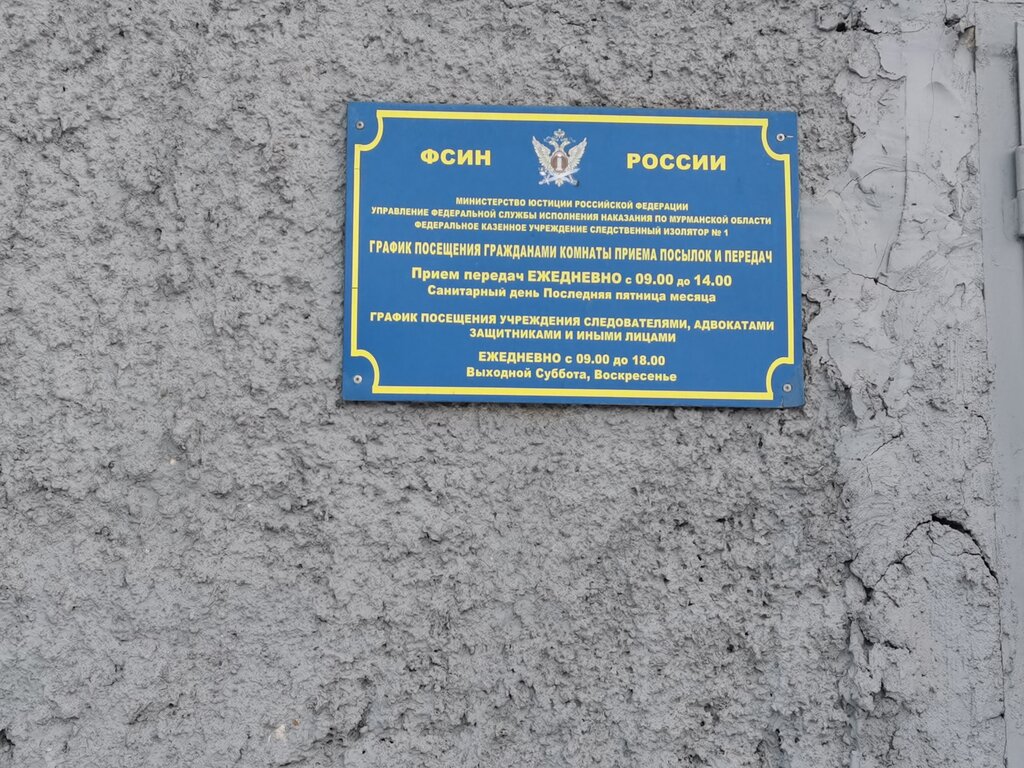 ФСИН РОССИИ
МИНИСТЕРСТВО ЮСТИЦИИ РОССИЙСКОЙ ФЕДЕРАЦИИ
УПРАВЛЕНИЕ ФЕДЕРАЛЬНОЙ СЛУЖБЫ ИСПОЛНЕНИЯ НАКАЗАНИЯ ПО МУРМАНСКОЙ ОБЛАСТИ
ФЕДЕРАЛЬНОЕ КАЗЕННОЕ УЧРЕЖДЕНИЕ СЛЕДСТВЕННЫЙ ИЗОЛЯТОР № 1
ГРАФИК ПОСЕЩЕНИЯ ГРАЖДАНАМИ КОМНАТЫ ПРИЕМА ПОСЫЛОК И ПЕРЕДАЧ
Прием передач ЕЖЕДНЕВНО с 09.00 до 14.00
Санитарный день Последняя пятница месяца
ГРАФИК ПОСЕЩЕНИЯ УЧРЕЖДЕНИЯ СЛЕДОВАТЕЛЯМИ, АДВОКАТАМИ
ЗАЩИТНИКАМИ И ИНЫМИ ЛИЦАМИ
ЕЖЕДНЕВНО с 09.00 до 18.00
Выходной Суббота, Воскресенье